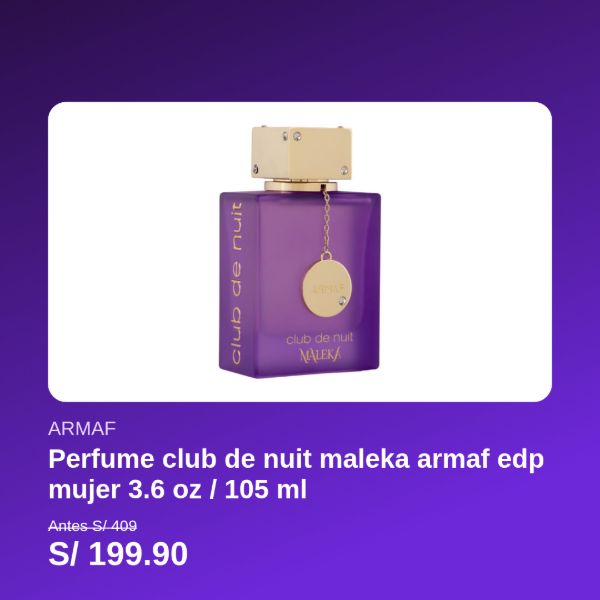 club de nuit
ARMAF
club de nuit
MALEKA
ARMAF
Perfume club de nuit maleka armaf edp
mujer 3.6 oz / 105 ml
Antes S/ 409
S/ 199.90